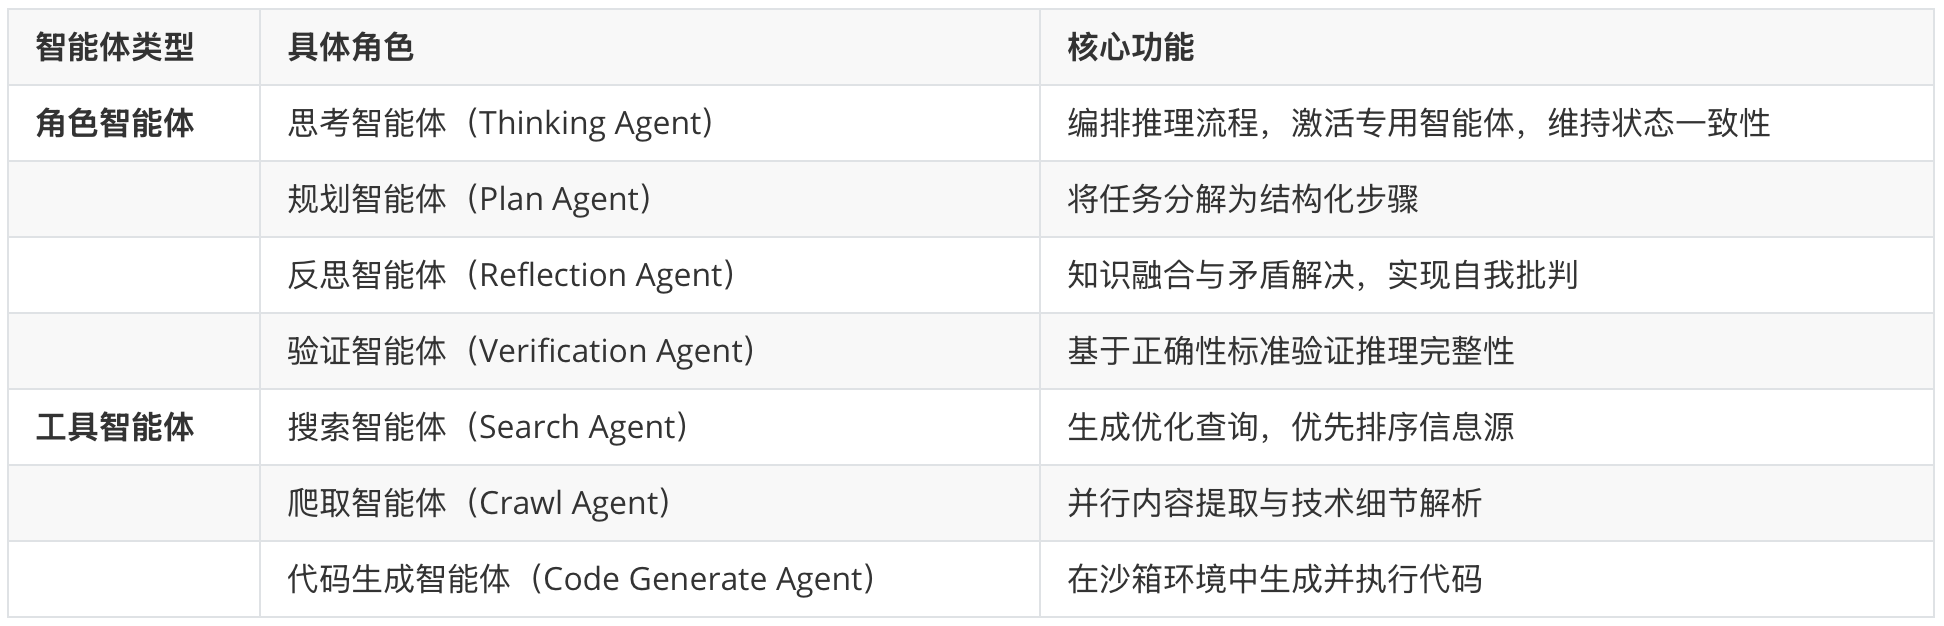 智能体类型 具体角色 核心功能
角色智能体 思考智能体（Thinking Agent） 编排推理流程，激活专用智能体，维持状态一致性
规划智能体（Plan Agent） 将任务分解为结构化步骤
反思智能体（Reflection Agent） 知识融合与矛盾解决，实现自我批判
验证智能体（Verification Agent） 基于正确性标准验证推理完整性
工具智能体 搜索智能体（Search Agent） 生成优化查询，优先排序信息源
爬取智能体（Crawl Agent） 并行内容提取与技术细节解析
代码生成智能体（Code Generate Agent） 在沙箱环境中生成并执行代码